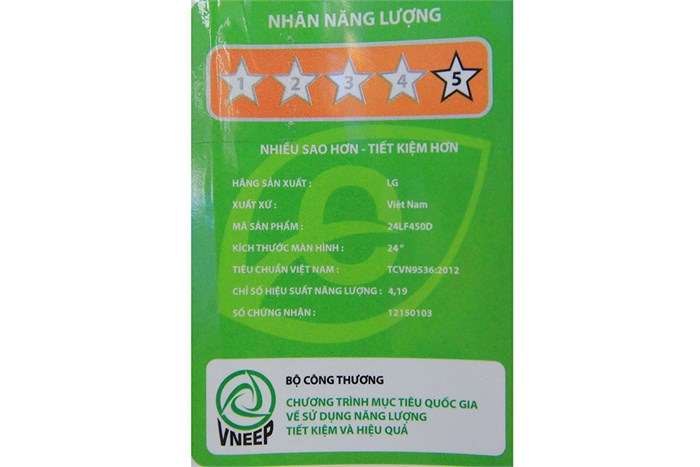 NHÃN NĂNG LƯỢNG
1 2 3 4 5
NHIỀU SAO HƠN - TIẾT KIỆM HƠN
HÃNG SẢN XUẤT : LG
XUẤT XỨ : Việt Nam
MÃ SẢN PHẨM : 24LF450D
KÍCH THƯỚC MÀN HÌNH : 24 "
TIÊU CHUẨN VIỆT NAM : TCVN9536:2012
CHỈ SỐ HIỆU SUẤT NĂNG LƯỢNG : 4,19
SỐ CHỨNG NHẬN : 12150103
BỘ CÔNG THƯƠNG
CHƯƠNG TRÌNH MỤC TIÊU QUỐC GIA
VỀ SỬ DỤNG NĂNG LƯỢNG
TIẾT KIỆM VÀ HIỆU QUẢ
VNEEP